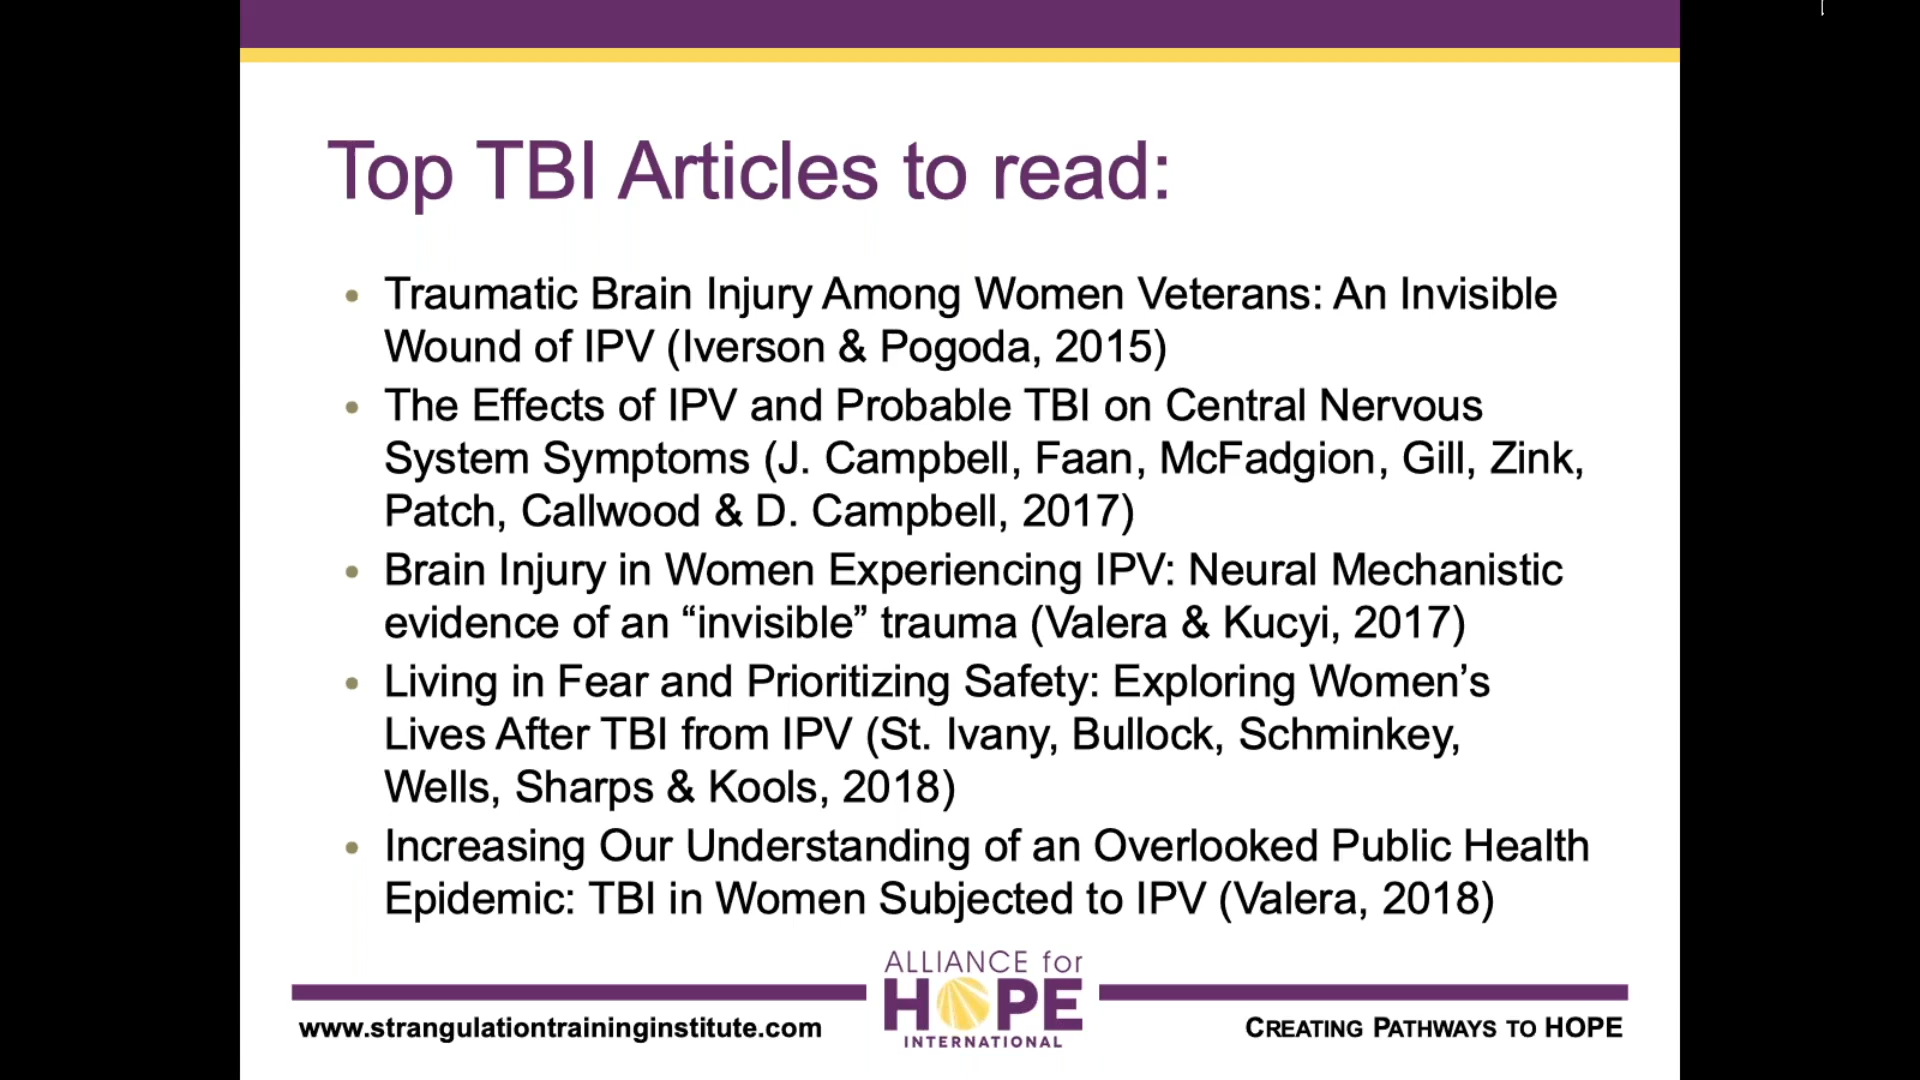 Top TBI Articles to read:
• Traumatic Brain Injury Among Women Veterans: An Invisible
Wound of IPV (Iverson & Pogoda, 2015)
• The Effects of IPV and Probable TBI on Central Nervous
System Symptoms (J. Campbell, Faan, McFadgion, Gill, Zink,
Patch, Callwood & D. Campbell, 2017)
• Brain Injury in Women Experiencing IPV: Neural Mechanistic
evidence of an “invisible” trauma (Valera & Kucyi, 2017)
• Living in Fear and Prioritizing Safety: Exploring Women’s
Lives After TBI from IPV (St. Ivany, Bullock, Schminkey,
Wells, Sharps & Kools, 2018)
• Increasing Our Understanding of an Overlooked Public Health
Epidemic: TBI in Women Subjected to IPV (Valera, 2018)
www.strangulationtraininginstitute.com
ALLIANCE for
HOPE
INTERNATIONAL
CREATING PATHWAYS TO HOPE